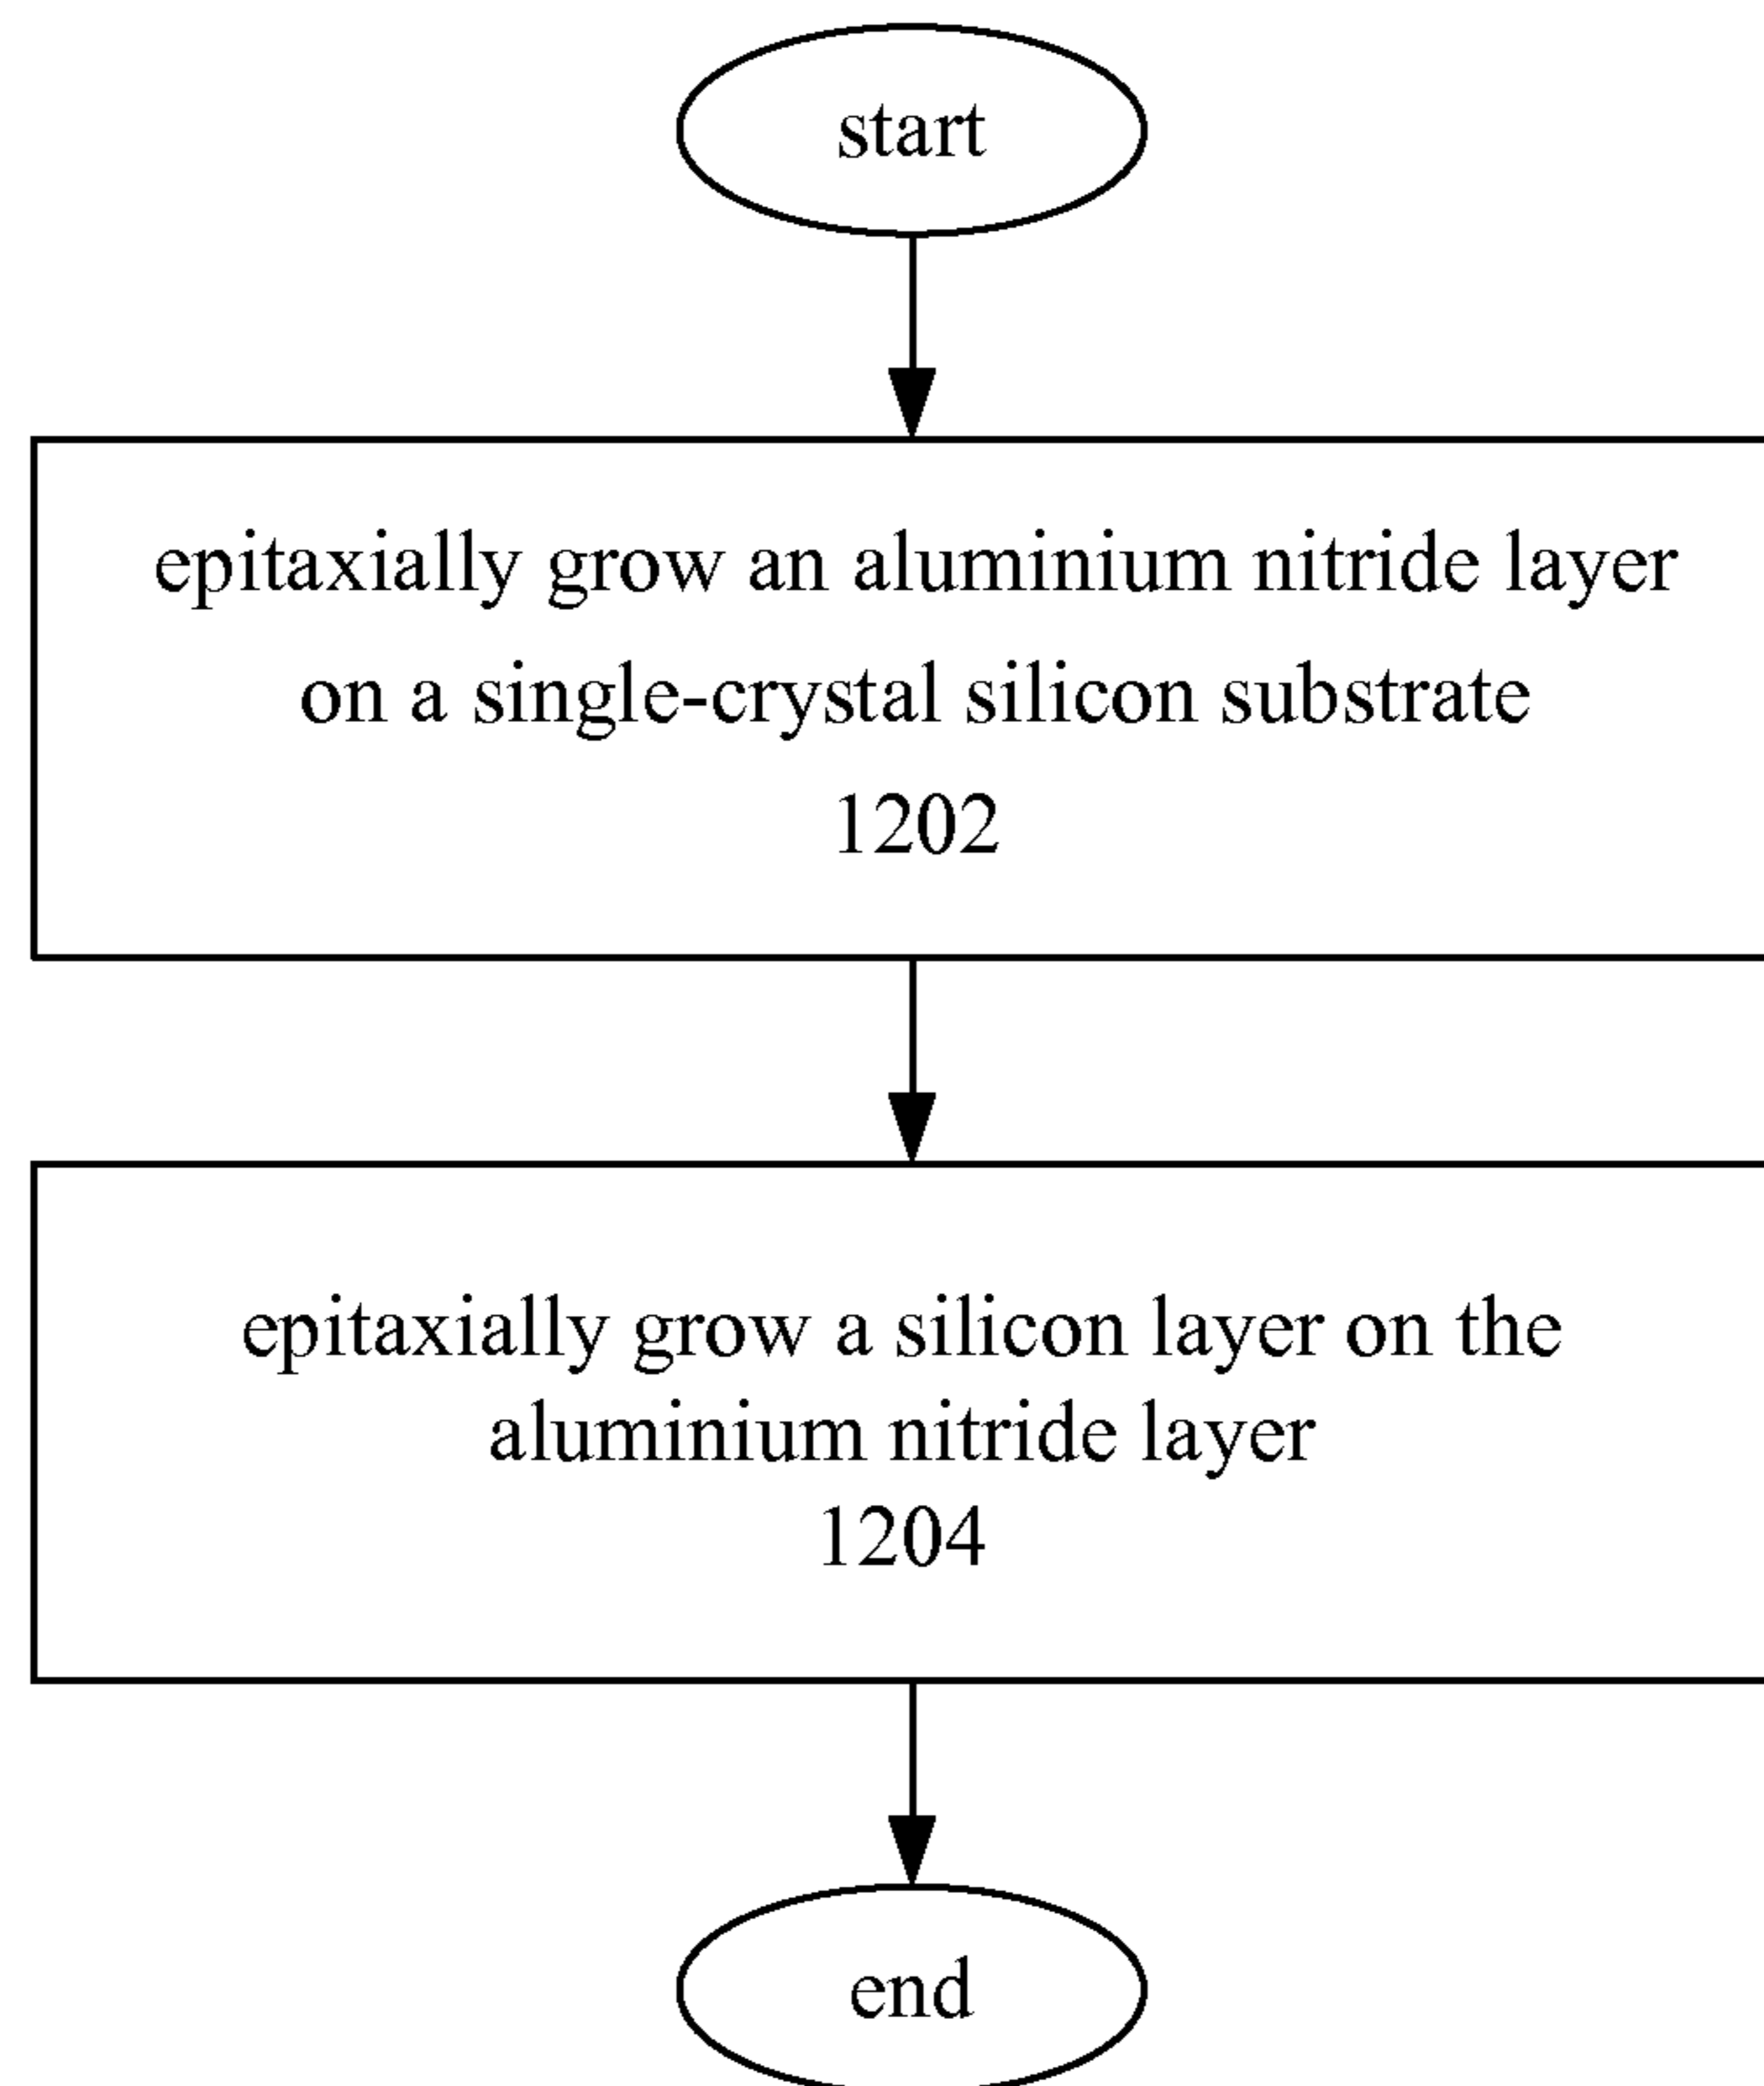 start
epitaxially grow an aluminium nitride layer
on a single-crystal silicon substrate
1202
epitaxially grow a silicon layer on the
aluminium nitride layer
1204
end